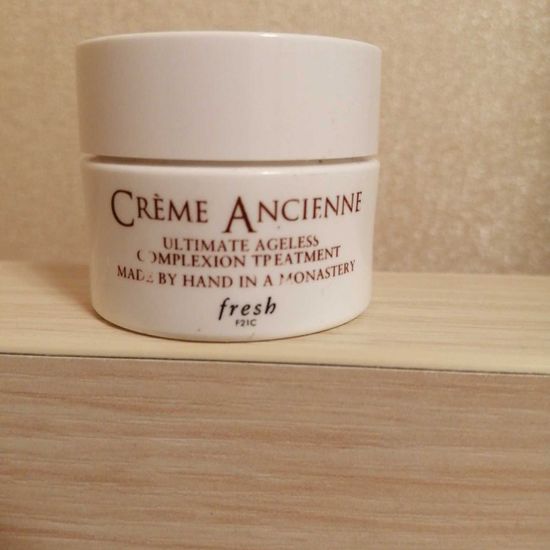 CRÈME ANCIENNE
ULTIMATE AGELESS
COMPLEXION TREATMENT
MADE BY HAND IN A MONASTERY
fresh
F21C